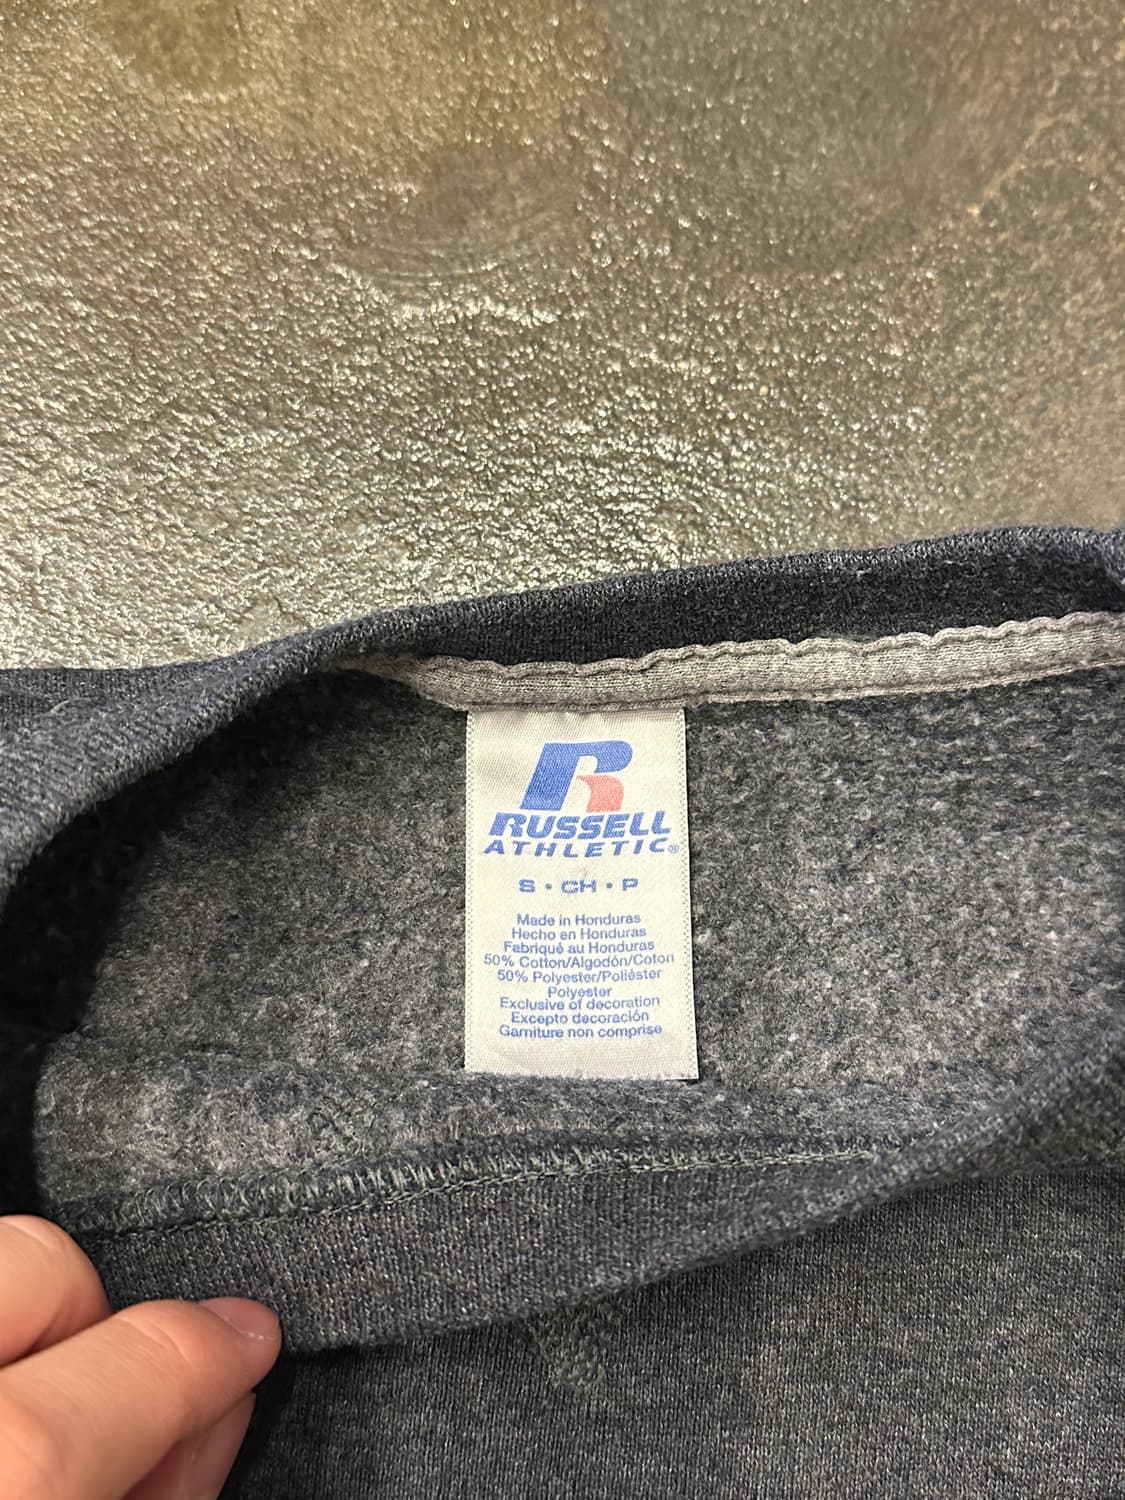 R
RUSSELL
ATHLETIC®
S • CH • P
Made in Honduras
Hecho en Honduras
Fabriqué au Honduras
50% Cotton/Algodón/Coton
50% Polyester/Poliéster
Polyester
Exclusive of decoration
Excepto decoración
Garniture non comprise